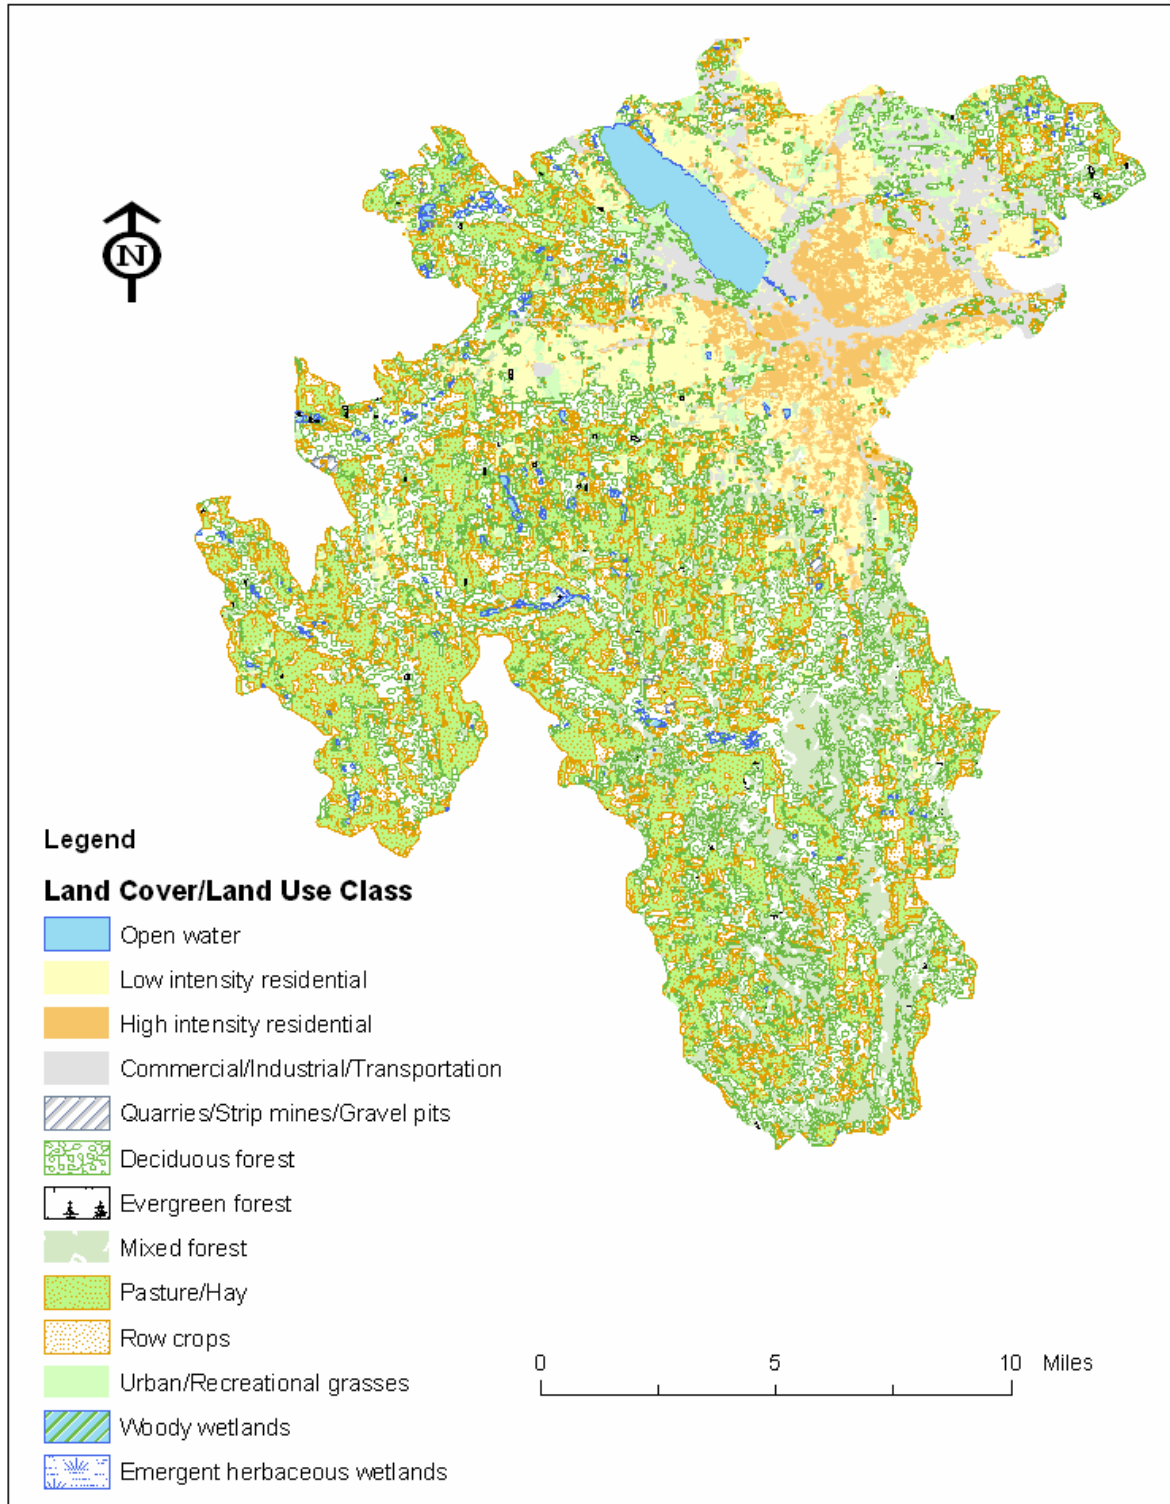 N
Legend
Land Cover/Land Use Class
Open water
Low intensity residential
High intensity residential
Commercial/Industrial/Transportation
Quarries/Strip mines/Gravel pits
Deciduous forest
Evergreen forest
Mixed forest
Pasture/Hay
Row crops
Urban/Recreational grasses
Woody wetlands
Emergent herbaceous wetlands
0 5 10 Miles